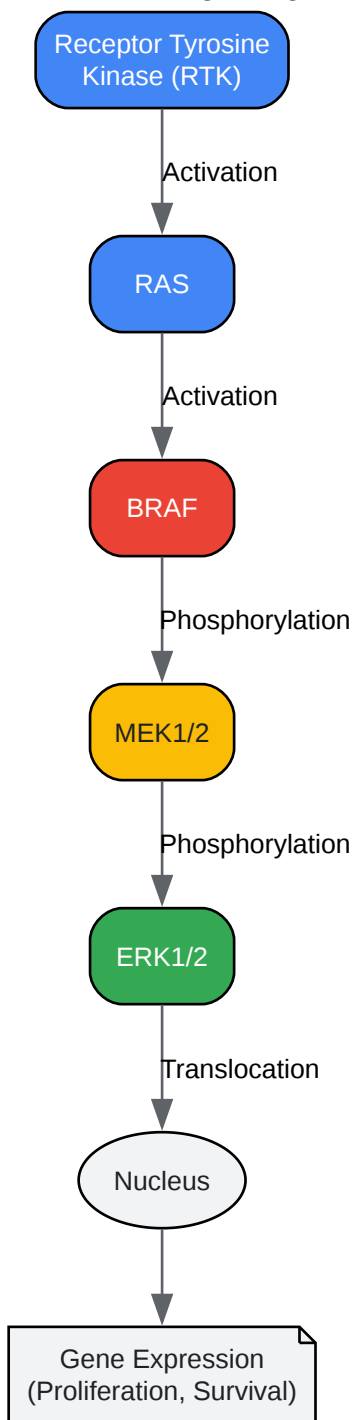 Receptor Tyrosine
Kinase (RTK)
Activation
RAS
Activation
BRAF
Phosphorylation
MEK1/2
Phosphorylation
ERK1/2
Translocation
Nucleus
Gene Expression
(Proliferation, Survival)